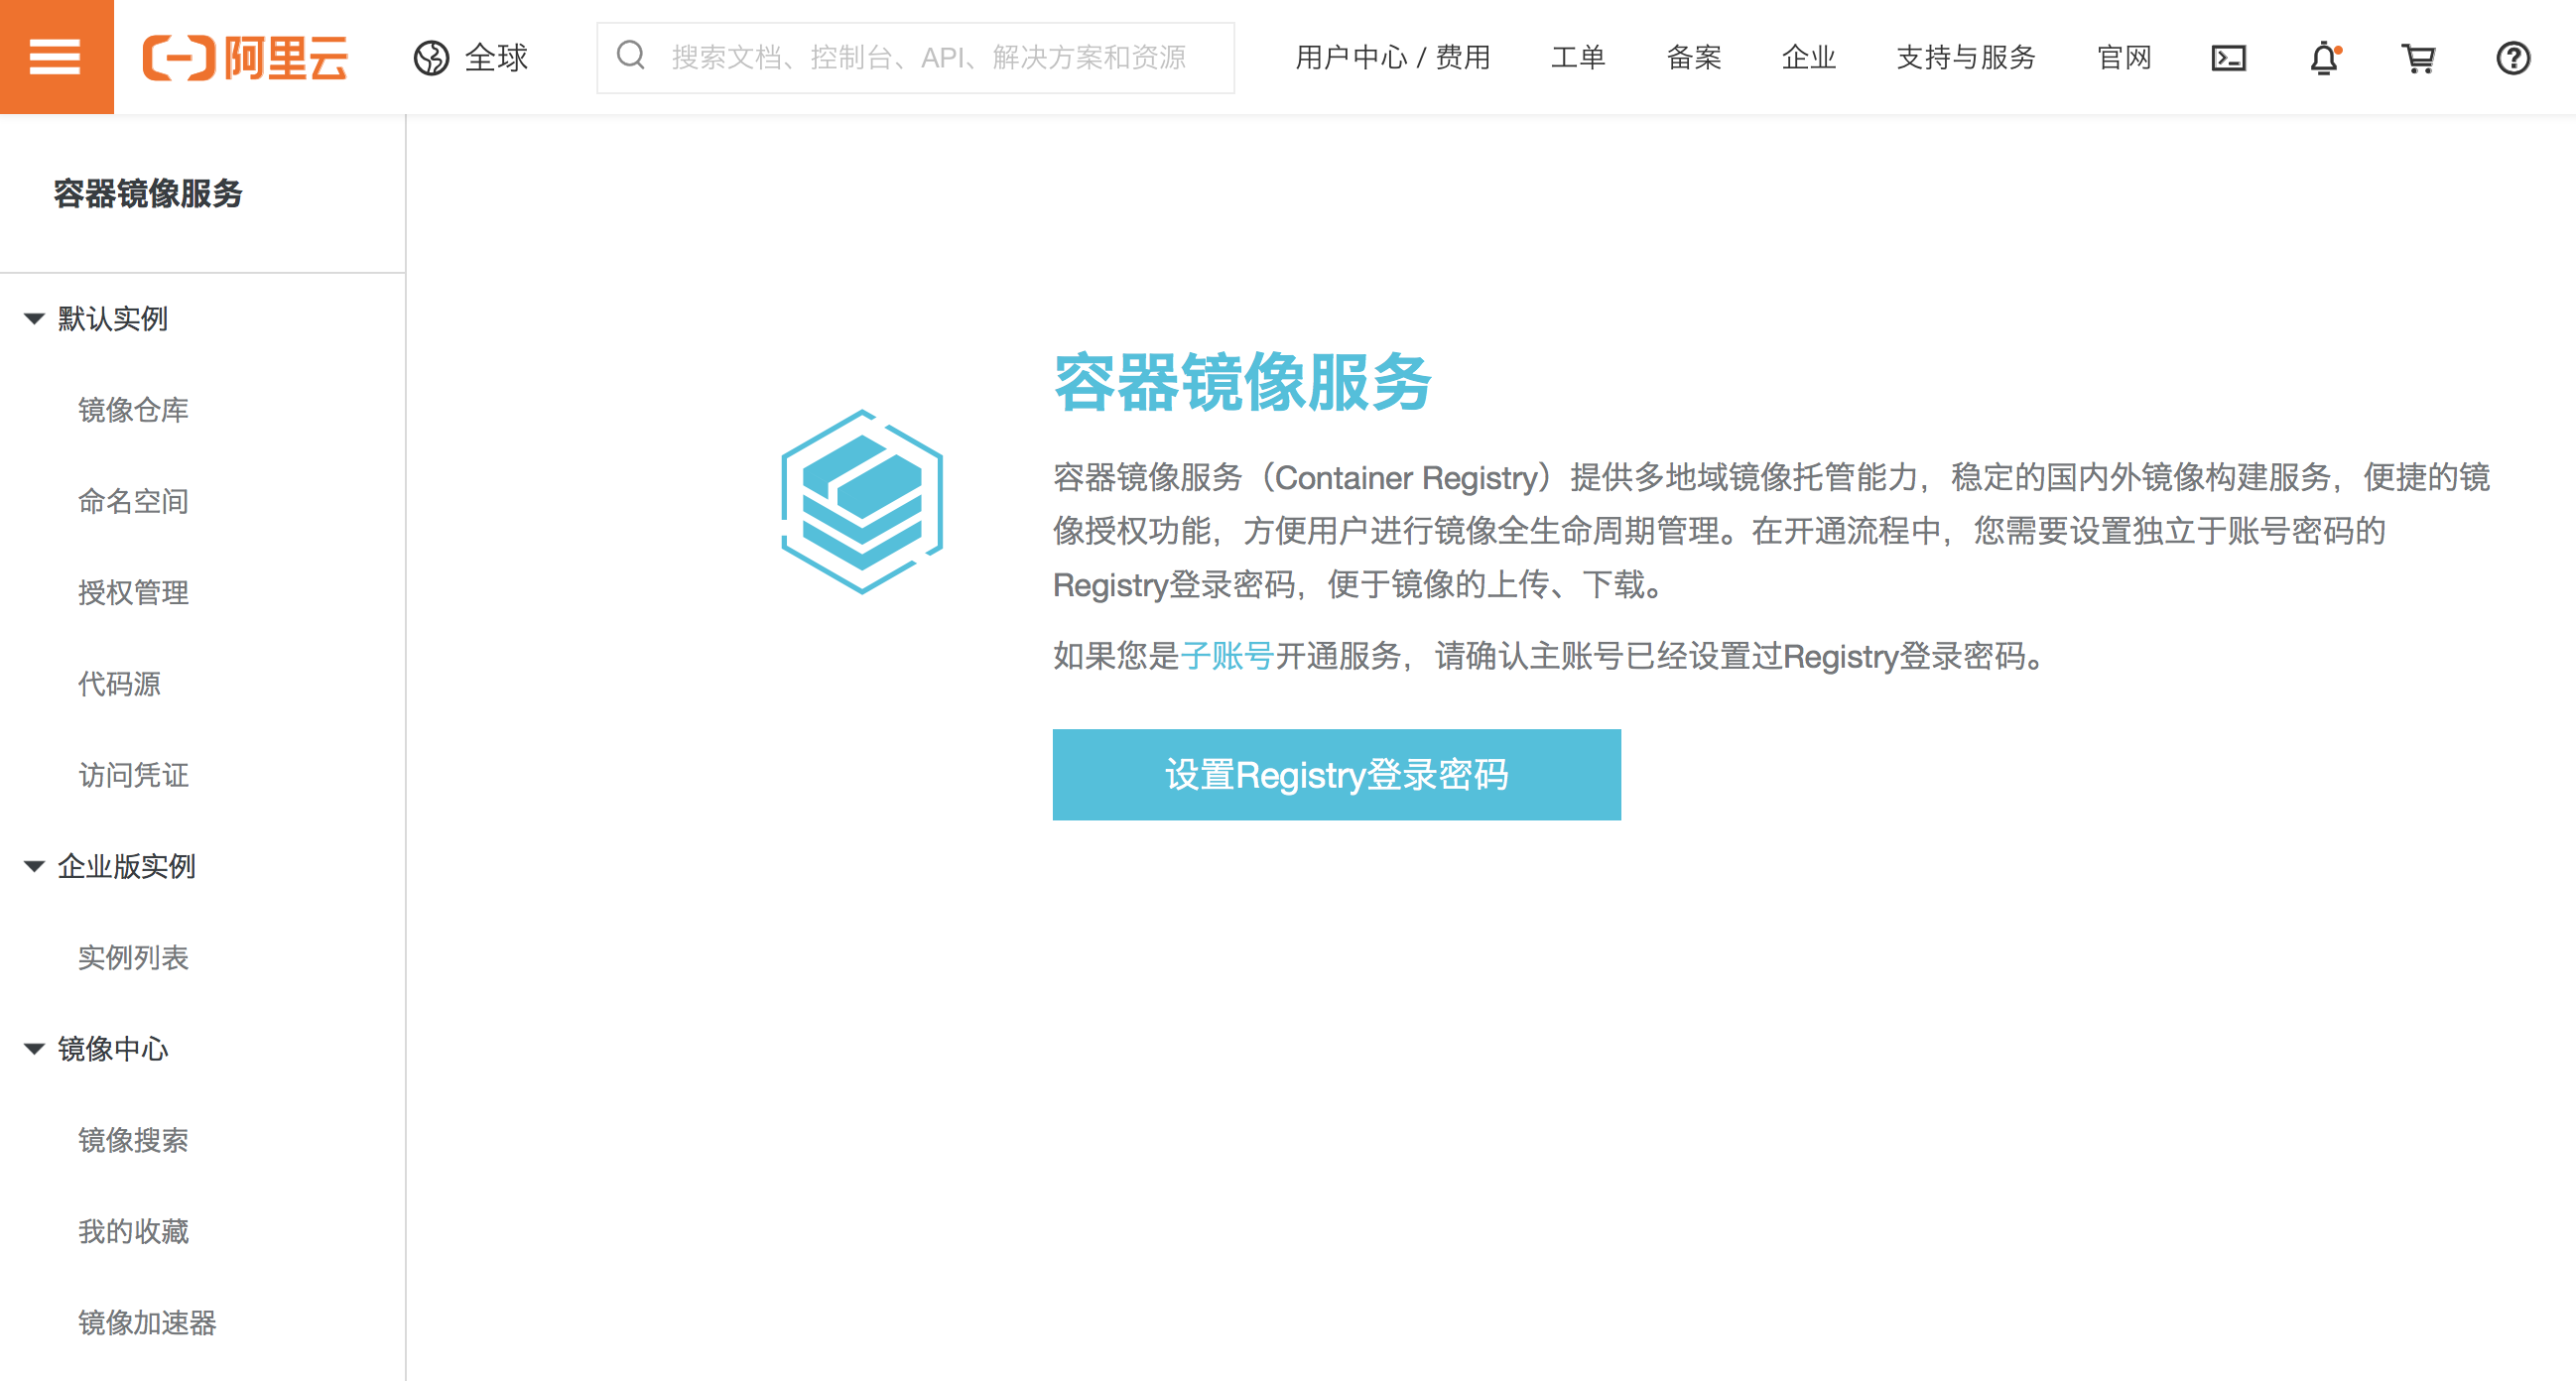 阿里云
全球
搜索文档、控制台、API、解决方案和资源
用户中心 / 费用
工单
备案
企业
支持与服务
官网
容器镜像服务
默认实例
镜像仓库
命名空间
授权管理
代码源
访问凭证
企业版实例
实例列表
镜像中心
镜像搜索
我的收藏
镜像加速器
容器镜像服务
容器镜像服务（Container Registry）提供多地域镜像托管能力，稳定的国内外镜像构建服务，便捷的镜
像授权功能，方便用户进行镜像全生命周期管理。在开通流程中，您需要设置独立于账号密码的
Registry登录密码，便于镜像的上传、下载。
如果您是子账号开通服务，请确认主账号已经设置过Registry登录密码。
设置Registry登录密码